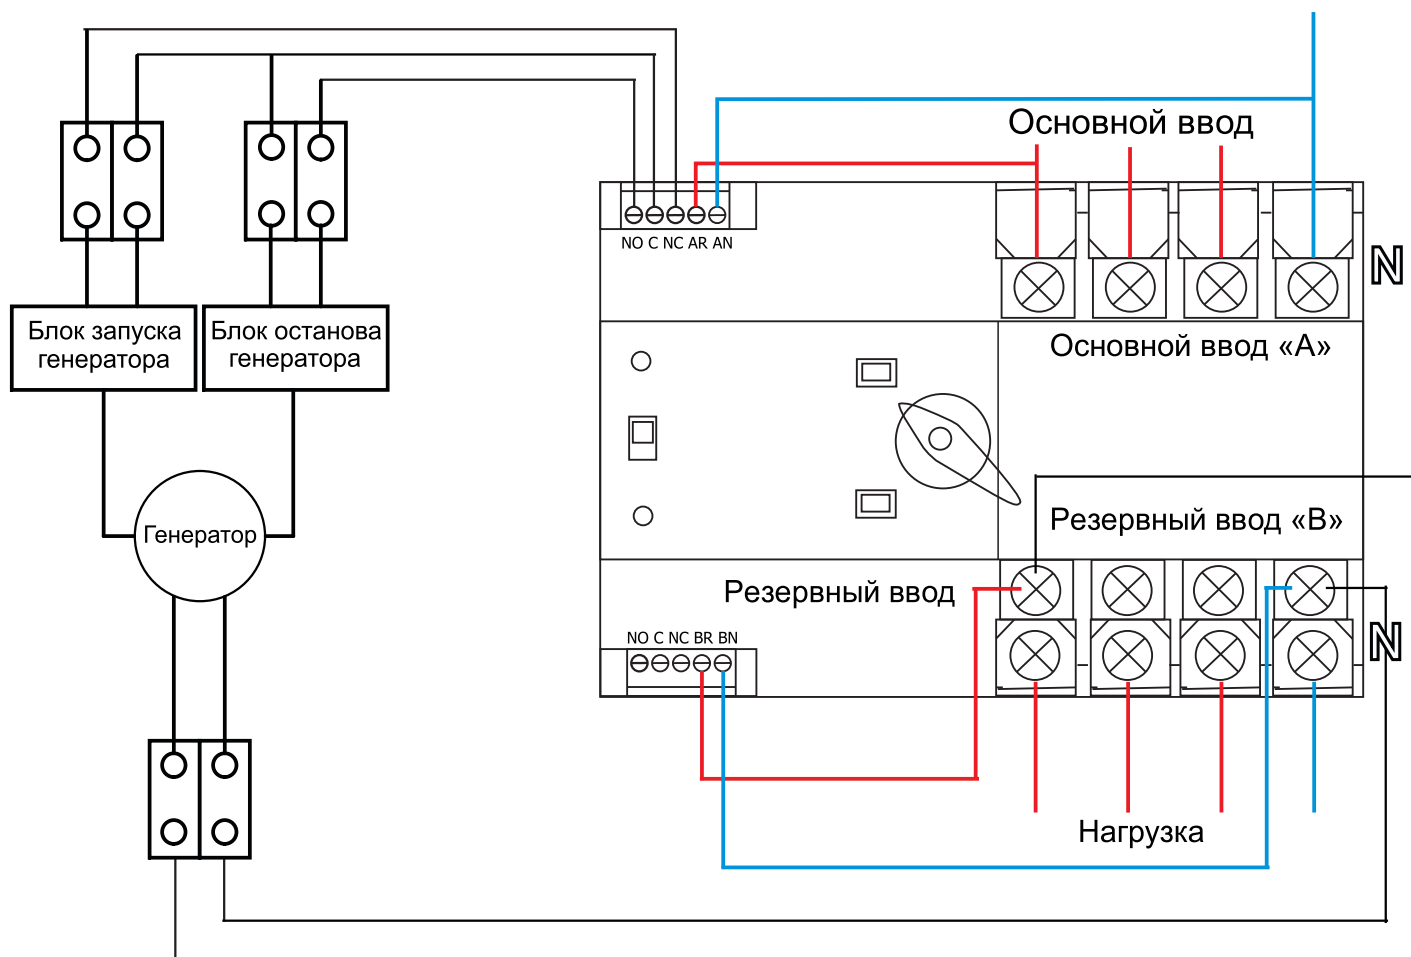 Основной ввод
NO C NC AR AN
N
Блок запуска
генератора
Блок останова
генератора
Основной ввод «А»
Генератор
Резервный ввод «В»
Резервный ввод
NO C NC BR BN
N
Нагрузка